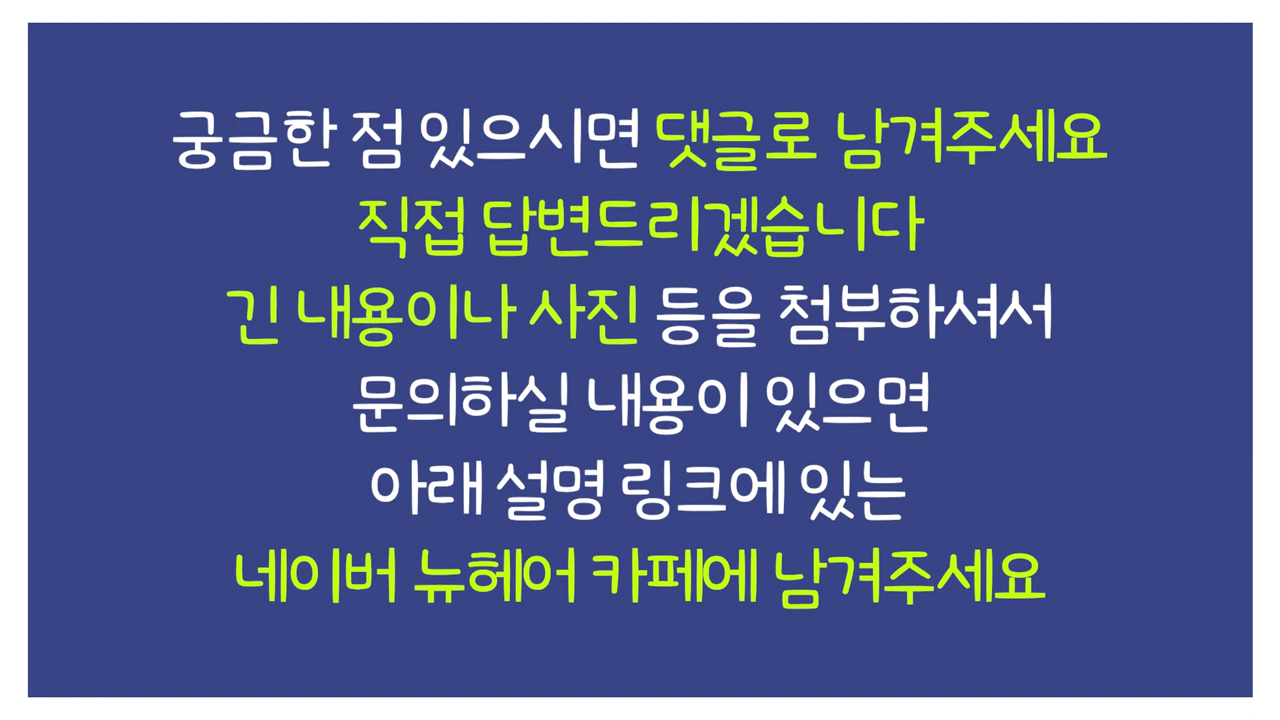 궁금한 점 있으시면 댓글로 남겨주세요
직접 답변드리겠습니다
긴 내용이나 사진 등을 첨부하셔서
문의하실 내용이 있으면
아래 설명 링크에 있는
네이버 뉴헤어 카페에 남겨주세요